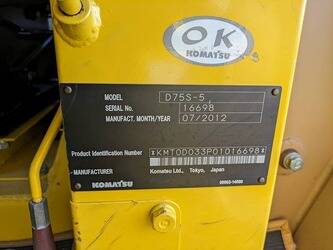 OK
KOMATSU
MODEL D75S-5
SERIAL NO. 16698
MANUFACT. MONTH/YEAR 07/2012
Product Identification Number *KMT0D033P01016698*
MANUFACTURER Komatsu Ltd., Tokyo, Japan
KOMATSU